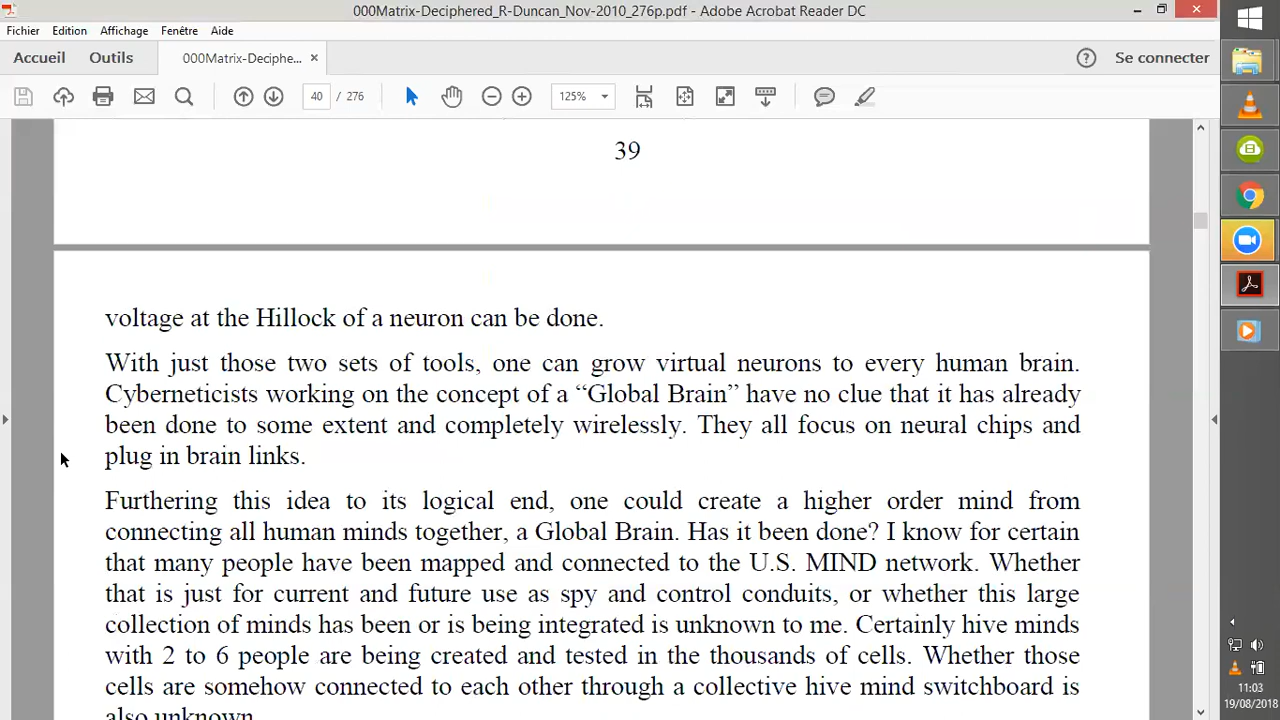 000Matrix-Deciphered_R-Duncan_Nov-2010_276p.pdf - Adobe Acrobat Reader DC
Fichier Edition Affichage Fenêtre Aide
Accueil Outils 000Matrix-Deciphe... × ? Se connecter
40 / 276 125%
39
voltage at the Hillock of a neuron can be done.
With just those two sets of tools, one can grow virtual neurons to every human brain.
Cyberneticists working on the concept of a “Global Brain” have no clue that it has already
been done to some extent and completely wirelessly. They all focus on neural chips and
plug in brain links.
Furthering this idea to its logical end, one could create a higher order mind from
connecting all human minds together, a Global Brain. Has it been done? I know for certain
that many people have been mapped and connected to the U.S. MIND network. Whether
that is just for current and future use as spy and control conduits, or whether this large
collection of minds has been or is being integrated is unknown to me. Certainly hive minds
with 2 to 6 people are being created and tested in the thousands of cells. Whether those
cells are somehow connected to each other through a collective hive mind switchboard is
also unknown.
11:03
19/08/2018